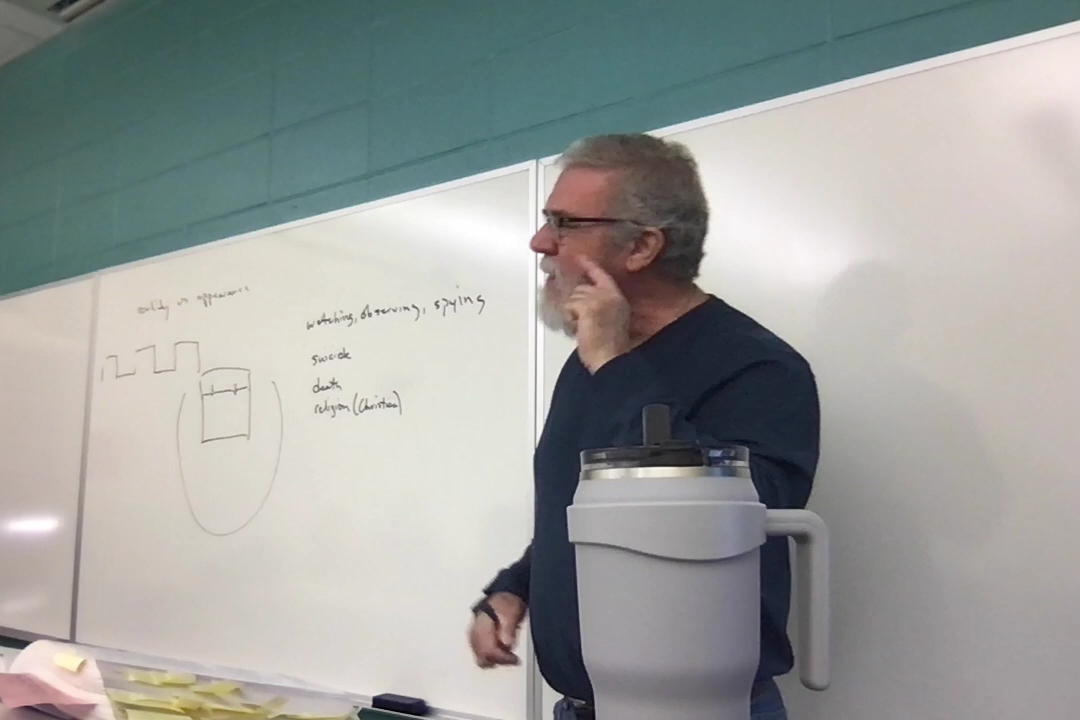 reality vs appearance
watching, observing, spying
suicide
death
religion (Christian)